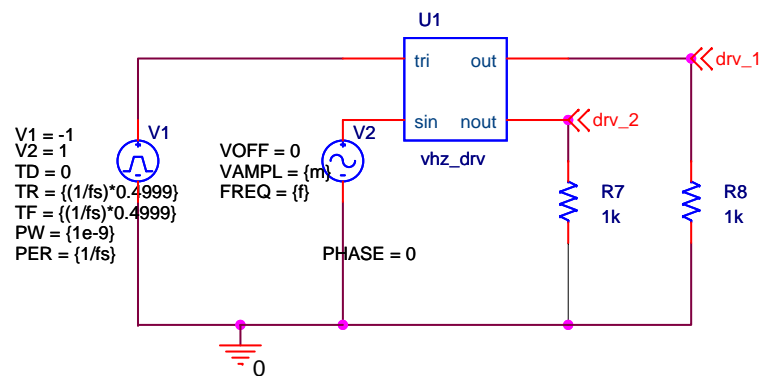 U1
tri
out
drv_1
sin
nout
drv_2
vhz_drv
V1 = -1
V2 = 1
TD = 0
TR = {(1/fs)*0.4999}
TF = {(1/fs)*0.4999}
PW = {1e-9}
PER = {1/fs}
V1
VOFF = 0
VAMPL = {m}
FREQ = {f}
V2
PHASE = 0
R7
1k
R8
1k
0